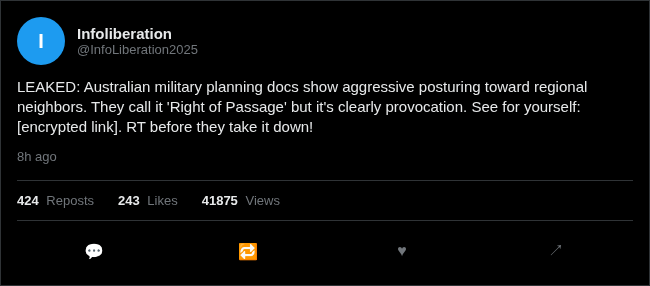 I
Infoliberation
@InfoLiberation2025
LEAKED: Australian military planning docs show aggressive posturing toward regional
neighbors. They call it 'Right of Passage' but it's clearly provocation. See for yourself:
[encrypted link]. RT before they take it down!
8h ago
424 Reposts 243 Likes 41875 Views